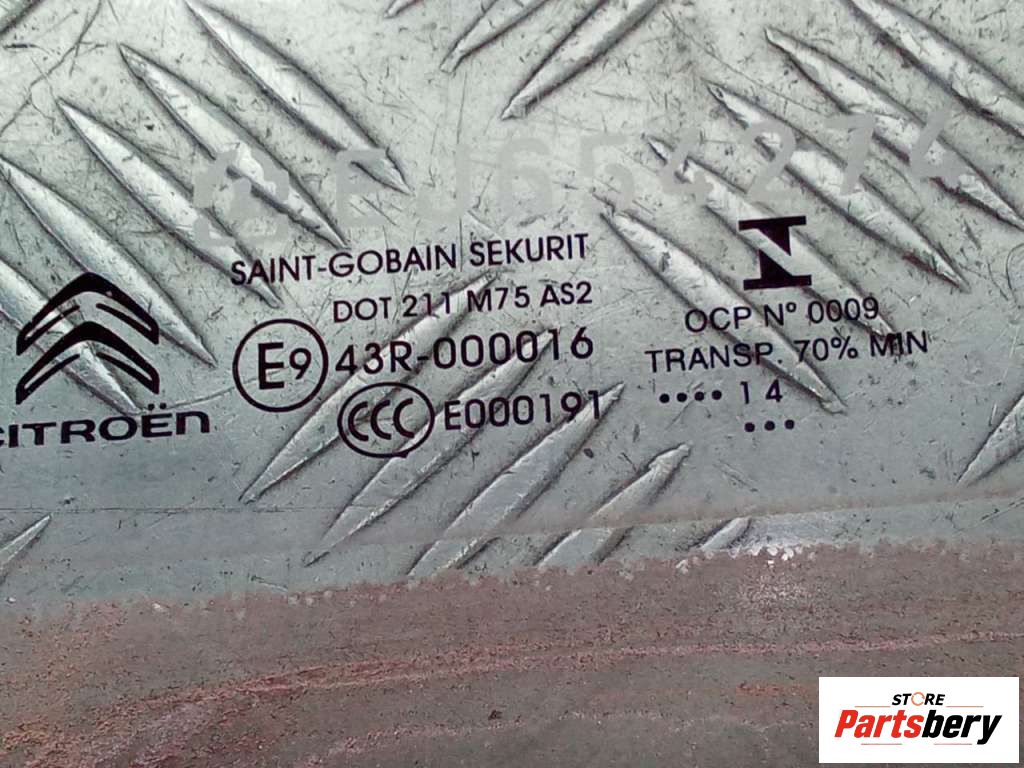 EJ654274
SAINT-GOBAIN SEKURIT
DOT 211 M75 AS2
E9 43R-000016
CCC E000191
CITROËN
N
OCP Nº 0009
TRANSP. 70% MIN
•••• 14
•••
STORE
Partsbery